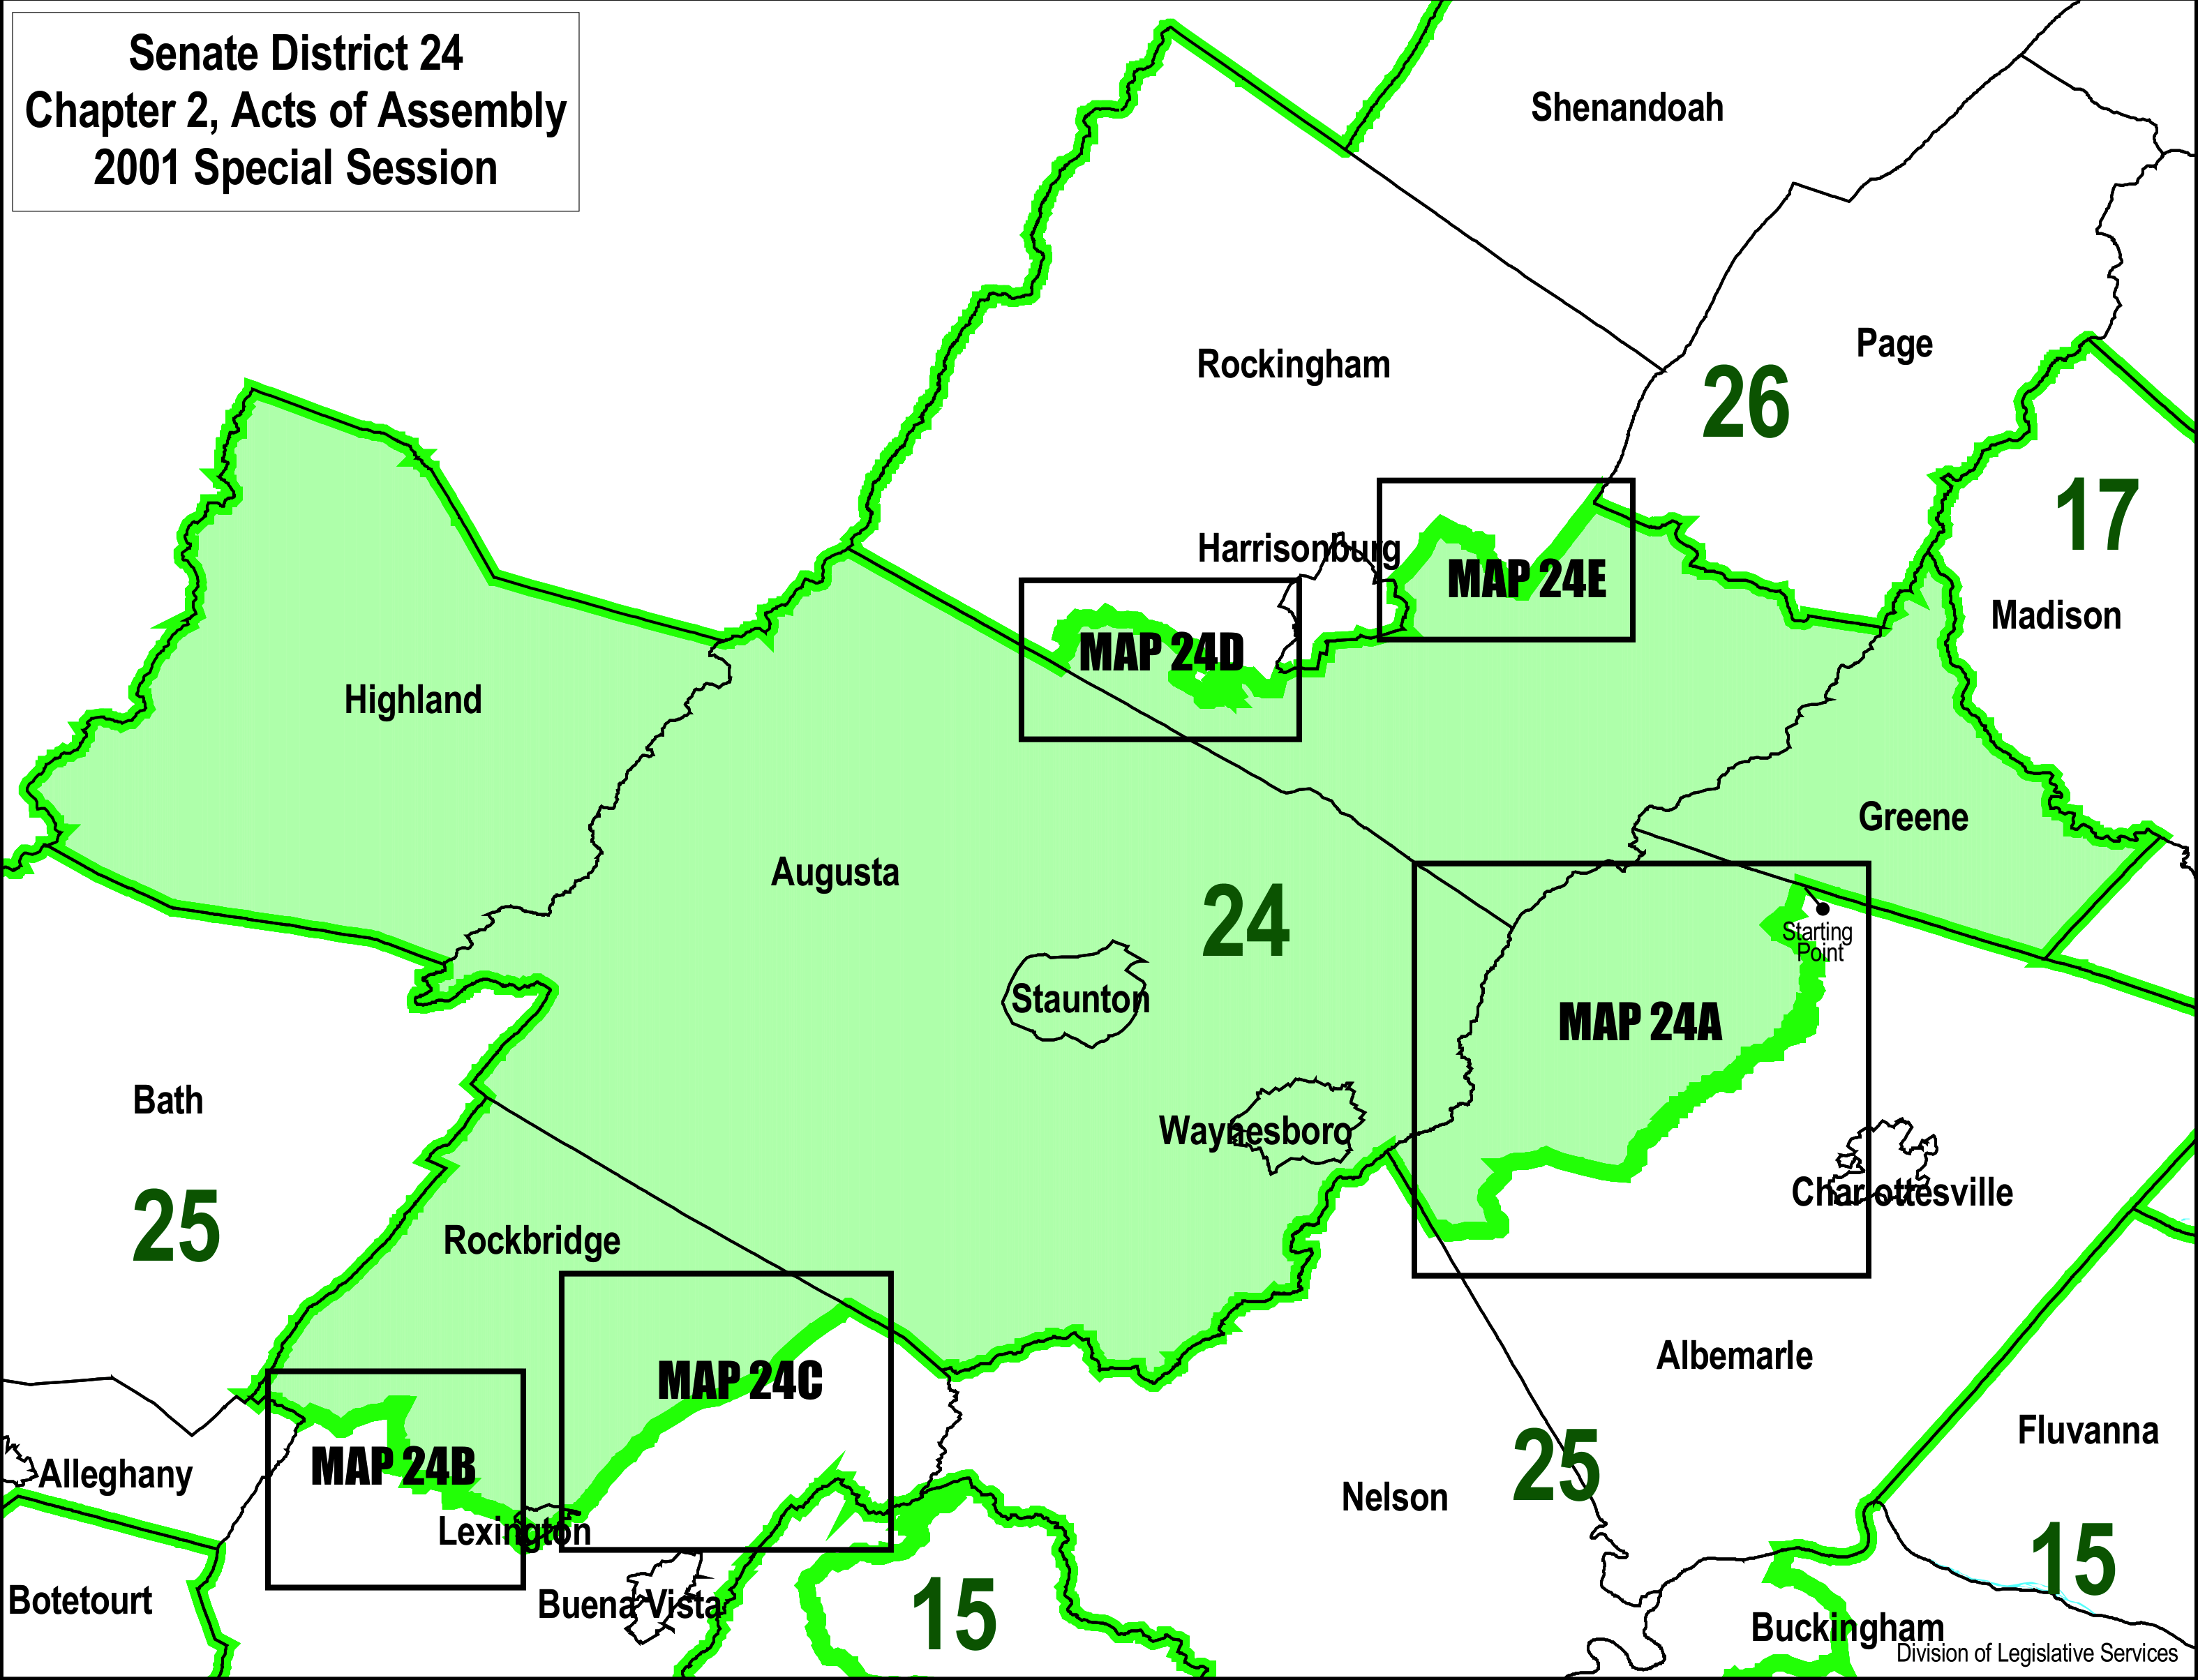 Senate District 24
Chapter 2, Acts of Assembly
2001 Special Session
Shenandoah
Page
Rockingham
26
17
Harrisonburg
MAP 24E
Madison
MAP 24D
Highland
Greene
Augusta
24
Starting
Point
Staunton
MAP 24A
Bath
Waynesboro
Charlottesville
25
Rockbridge
Albemarle
MAP 24C
Fluvanna
25
MAP 24B
Alleghany
Nelson
Lexington
15
Botetourt
Buena Vista
15
Buckingham
Division of Legislative Services